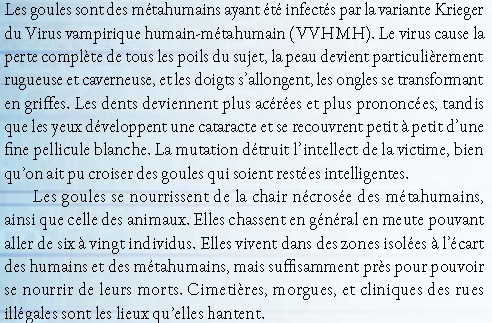 Les goules sont des métahumains ayant été infectés par la variante Krieger
du Virus vampirique humain-métahumain (VVHMH). Le virus cause la
perte complète de tous les poils du sujet, la peau devient particulièrement
rugueuse et caverneuse, et les doigts s'allongent, les ongles se transformant
en griffes. Les dents deviennent plus acérées et plus prononcées, tandis
que les yeux développent une cataracte et se recouvrent petit à petit d'une
fine pellicule blanche. La mutation détruit l'intellect de la victime, bien
qu'on ait pu croiser des goules qui soient restées intelligentes.
Les goules se nourrissent de la chair nécrosée des métahumains,
ainsi que celle des animaux. Elles chassent en général en meute pouvant
aller de six à vingt individus. Elles vivent dans des zones isolées à l'écart
des humains et des métahumains, mais suffisamment près pour pouvoir
se nourrir de leurs morts. Cimetières, morgues, et cliniques des rues
illégales sont les lieux qu'elles hantent.